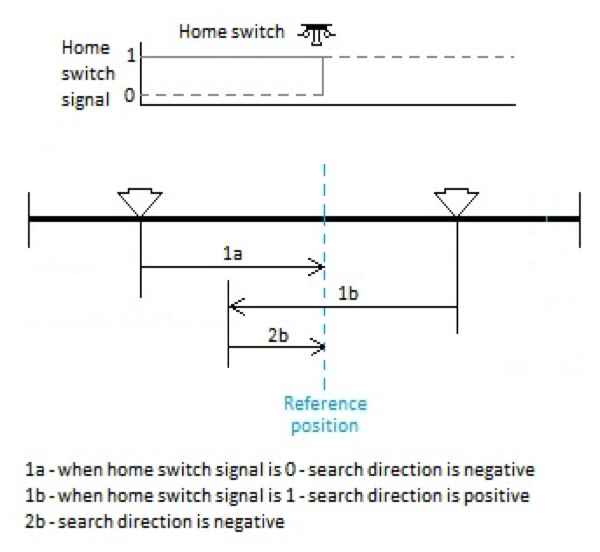 Home switch
Home
switch
signal
1
0
1a
1b
2b
Reference
position
1a - when home switch signal is 0 - search direction is negative
1b - when home switch signal is 1 - search direction is positive
2b - search direction is negative